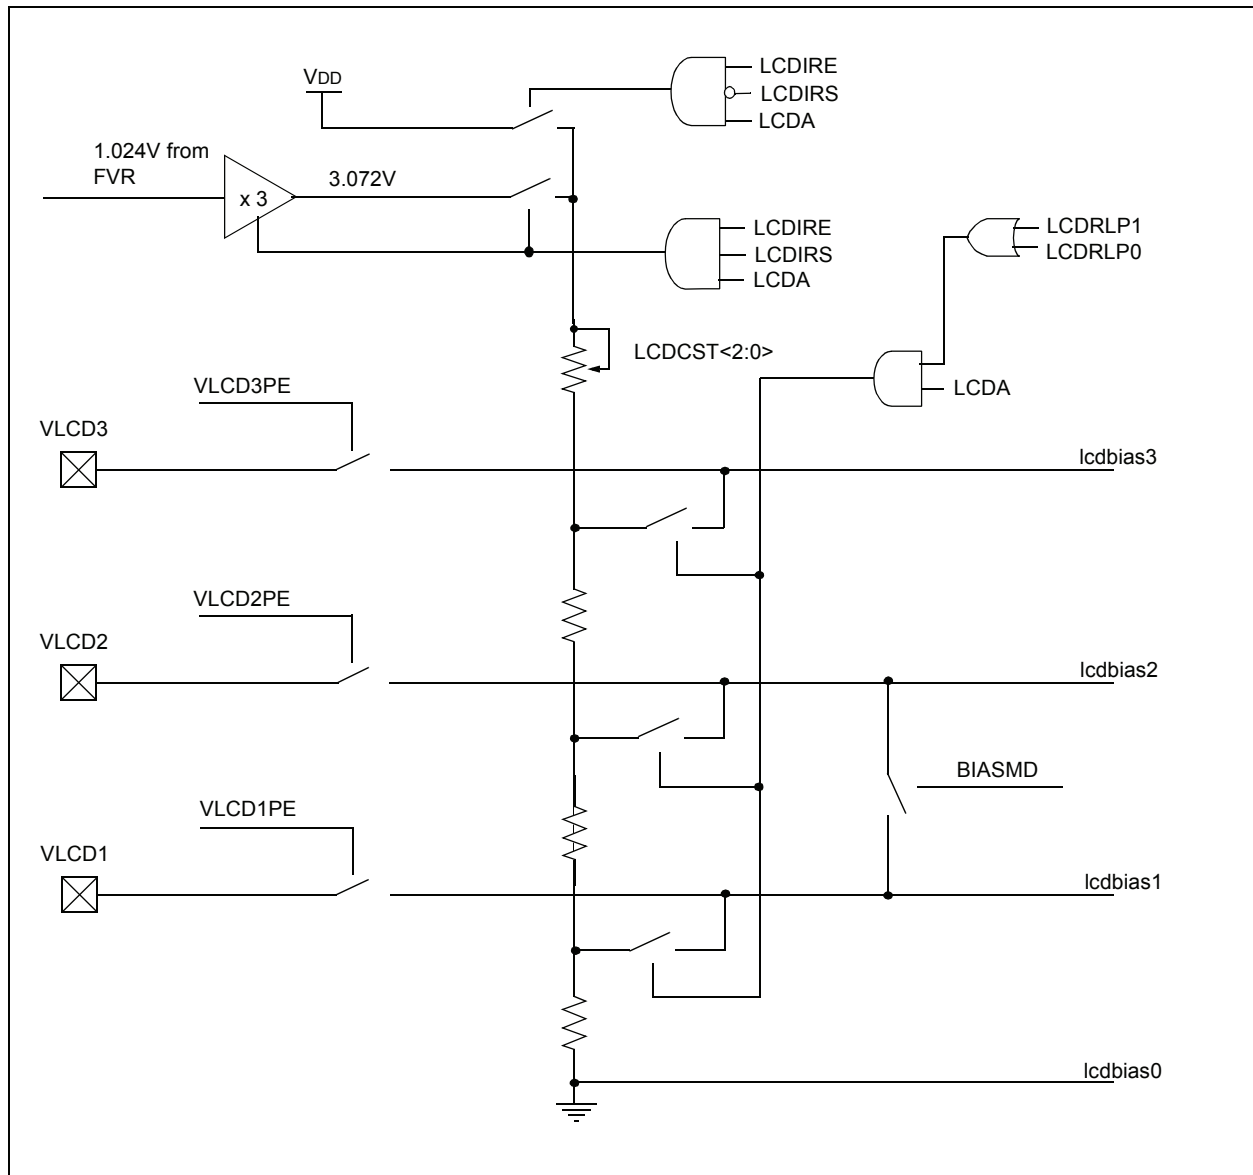 VDD
LCDIRE
LCDIRS
LCDA
1.024V from
FVR
x 3
3.072V
LCDIRE
LCDIRS
LCDA
LCDRLP1
LCDRLP0
LCDCST<2:0>
LCDA
VLCD3PE
VLCD3
lcdbias3
VLCD2PE
VLCD2
lcdbias2
BIASMD
VLCD1PE
VLCD1
lcdbias1
lcdbias0